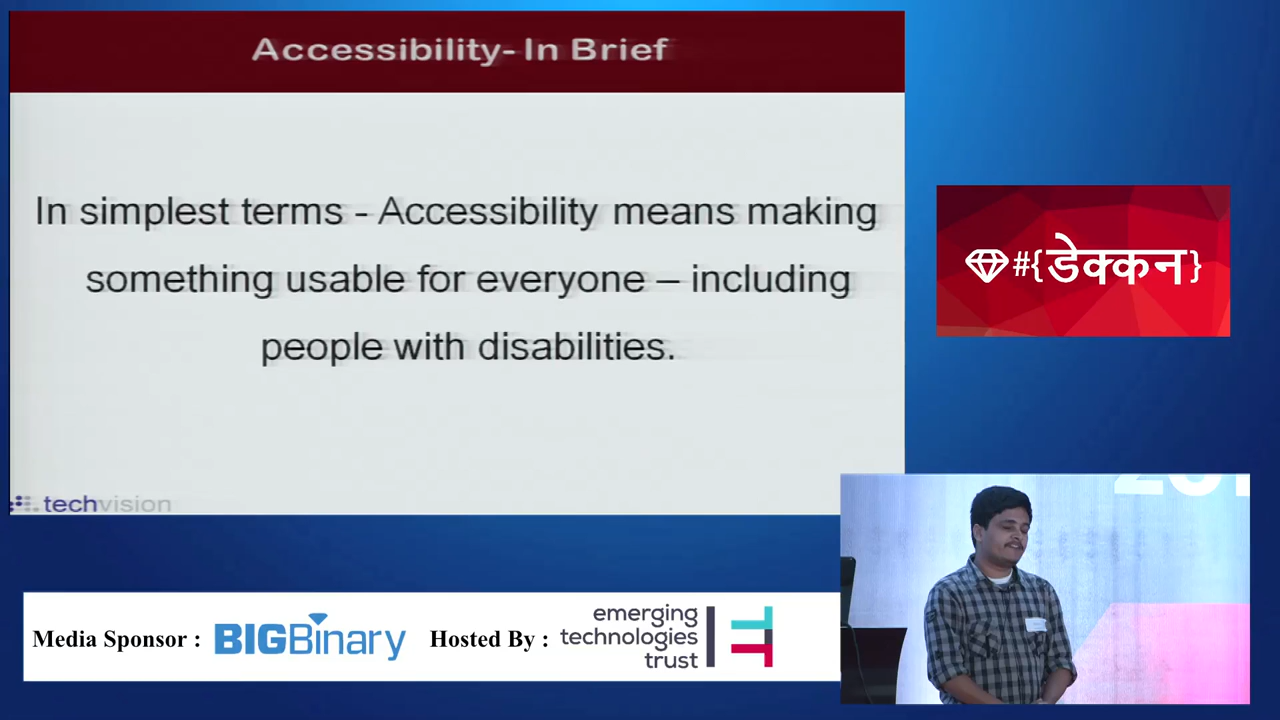 Accessibility- In Brief
In simplest terms - Accessibility means making
something usable for everyone – including
people with disabilities.
techvision
#{डेक्कन}
Media Sponsor : BIGBinary Hosted By : emerging
technologies
trust